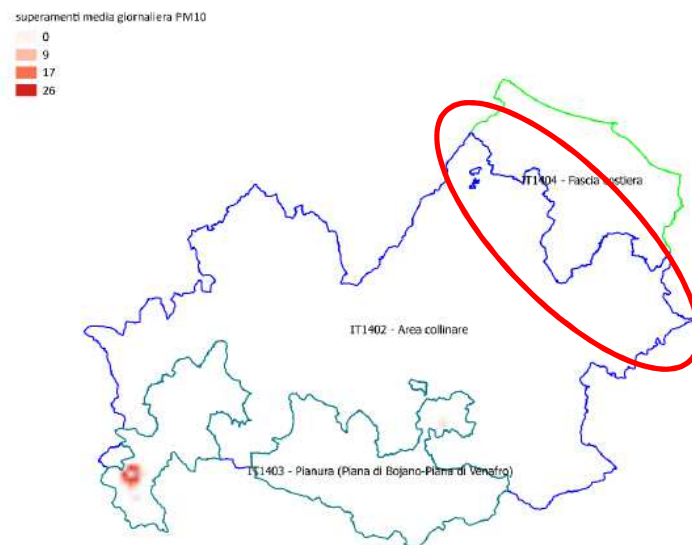 superamenti media giornaliera PM10
0
9
17
26
IT1404 - Fascia costiera
IT1402 - Area collinare
IT1403 - Pianura (Piana di Bojano-Piana di Venafro)